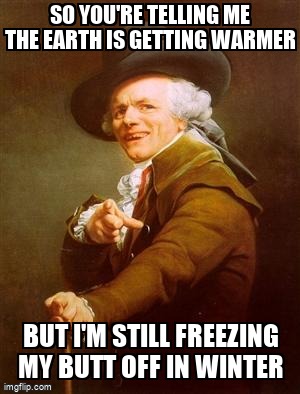 SO YOU'RE TELLING ME
THE EARTH IS GETTING WARMER
BUT I'M STILL FREEZING
MY BUTT OFF IN WINTER
imgflip.com